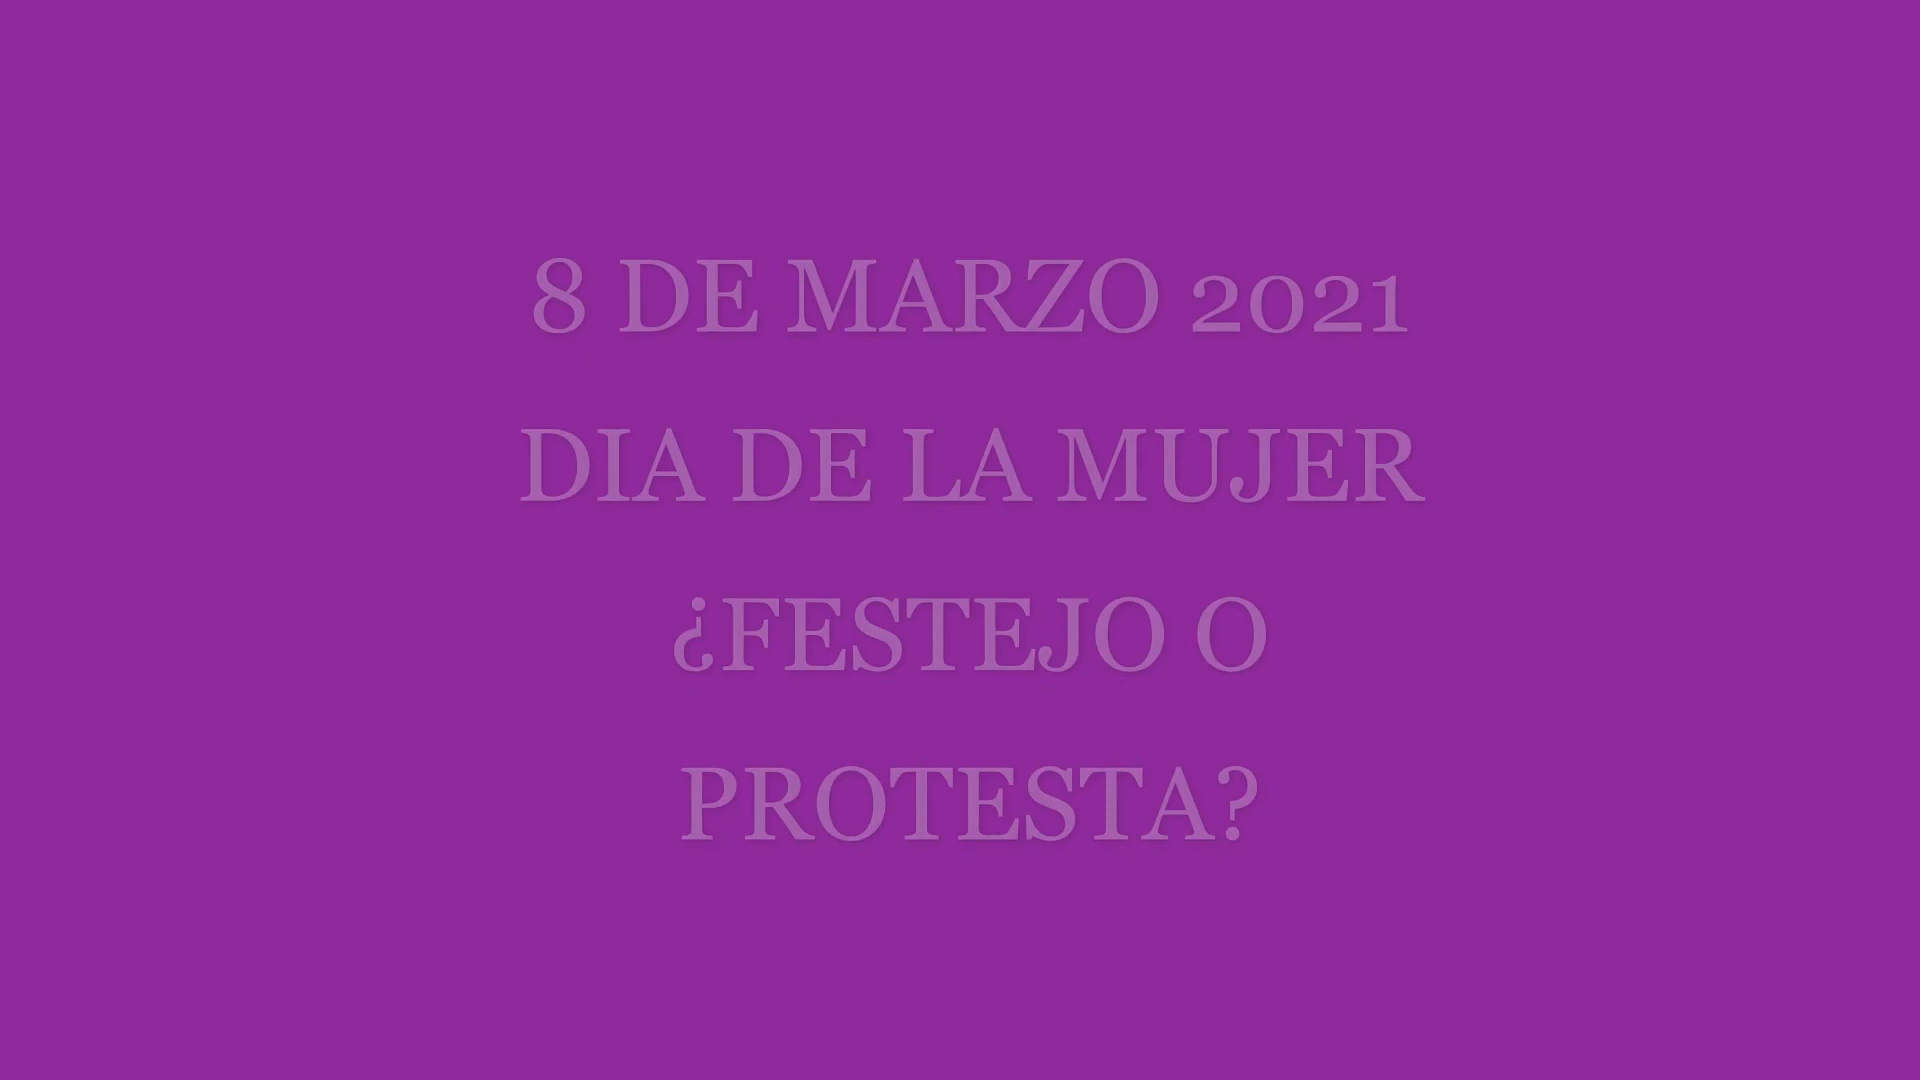 8 DE MARZO 2021
DIA DE LA MUJER
¿FESTEJO O
PROTESTA?